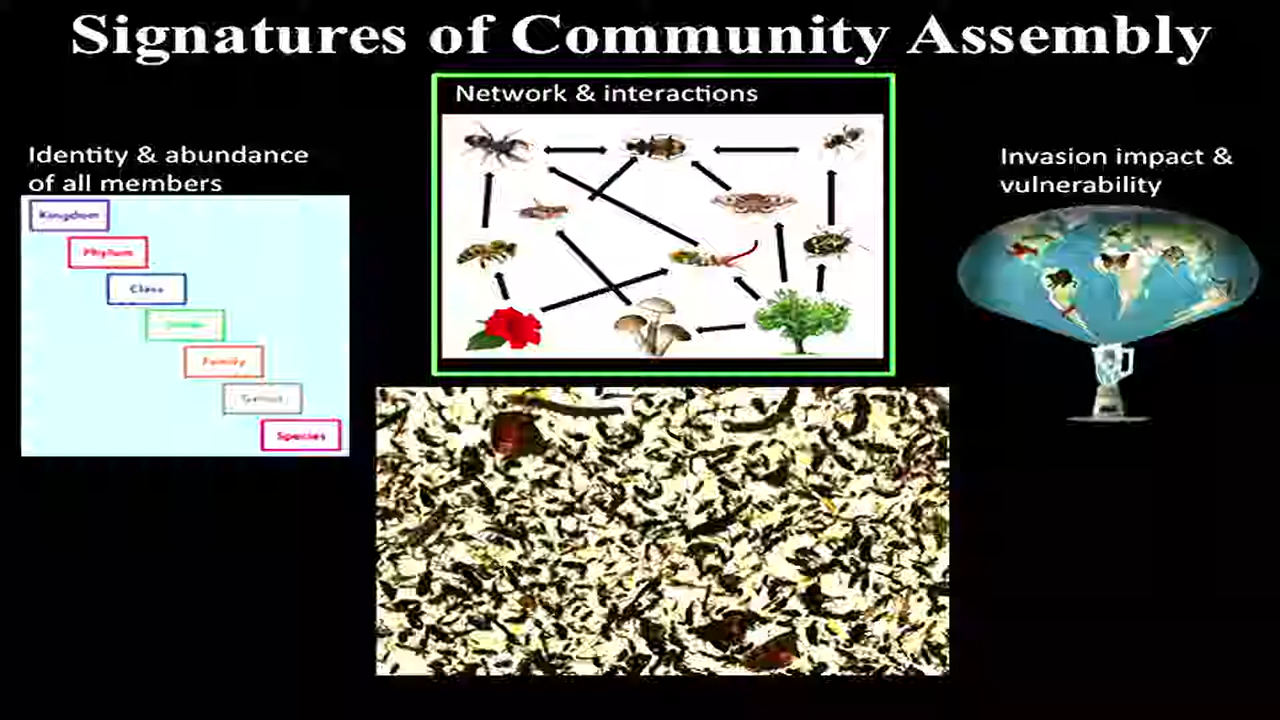 Signatures of Community Assembly
Network & interactions
Identity & abundance
of all members
Invasion impact &
vulnerability
Kingdom
Phylum
Class
Family
Genus
Species